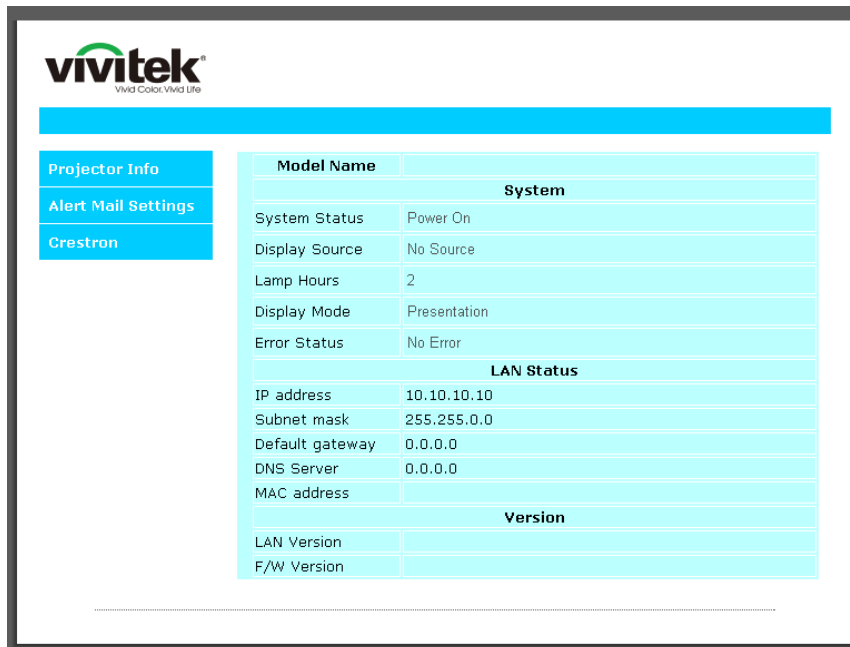 vivitek®
Vivid Color. Vivid Life
Projector Info
Alert Mail Settings
Crestron
Model Name
System
System Status Power On
Display Source No Source
Lamp Hours 2
Display Mode Presentation
Error Status No Error
LAN Status
IP address 10.10.10.10
Subnet mask 255.255.0.0
Default gateway 0.0.0.0
DNS Server 0.0.0.0
MAC address
Version
LAN Version
F/W Version